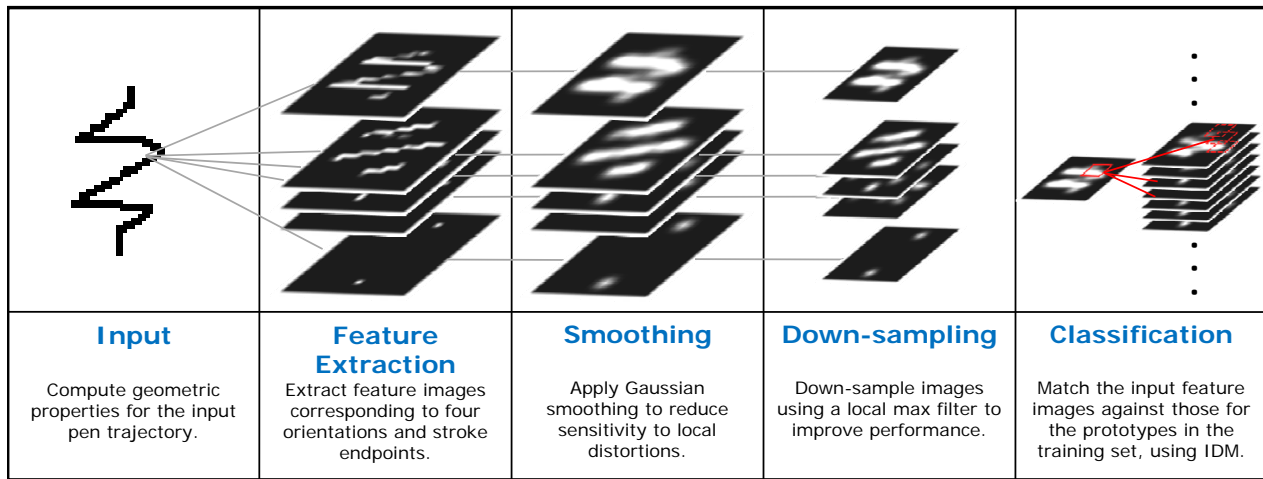 Input
Compute geometric
properties for the input
pen trajectory.
Feature
Extraction
Extract feature images
corresponding to four
orientations and stroke
endpoints.
Smoothing
Apply Gaussian
smoothing to reduce
sensitivity to local
distortions.
Down-sampling
Down-sample images
using a local max filter to
improve performance.
Classification
Match the input feature
images against those for
the prototypes in the
training set, using IDM.